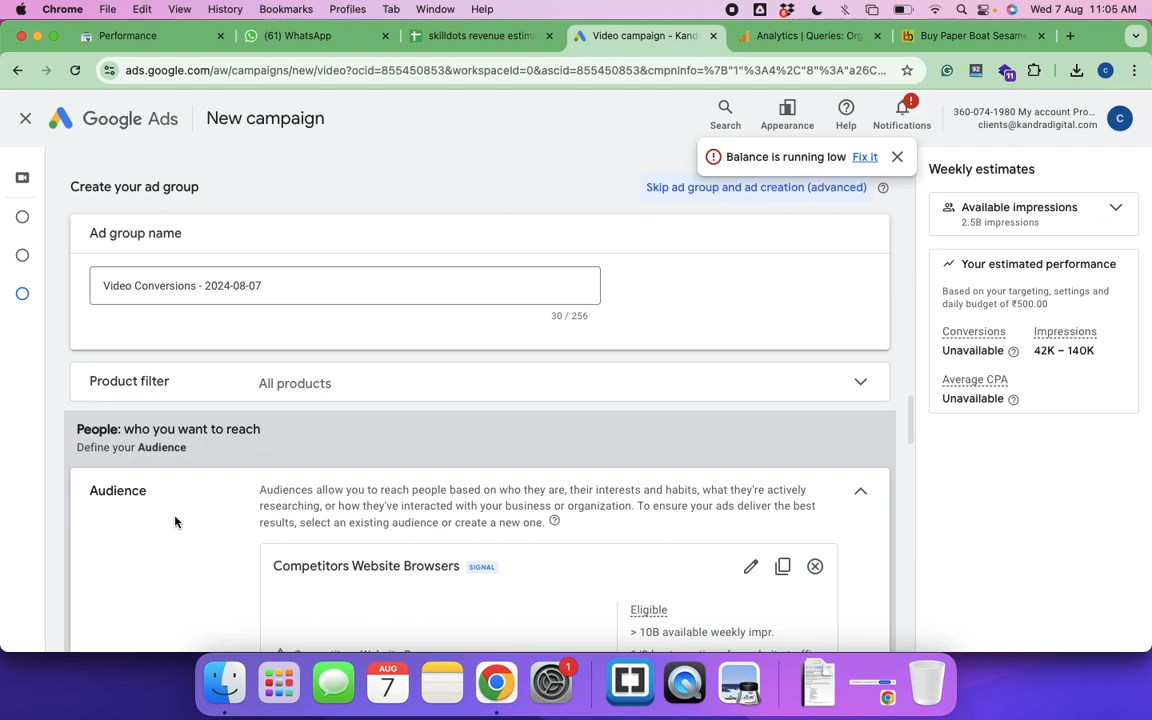 Chrome File Edit View History Bookmarks Profiles Tab Window Help Wed 7 Aug 11:05 AM
Performance (61) WhatsApp skilldots revenue estim Video campaign - Kand Analytics | Queries: Org Buy Paper Boat Sesame
ads.google.com/aw/campaigns/new/video?ocid=855450853&workspaceId=0&ascid=855450853&cmpnInfo=%7B"1"%3A4%2C"8"%3A"a26C...
92
11
Google Ads New campaign
Search Appearance Help Notifications
360-074-1980 My account Pro...
clients@kandradigital.com
C
Balance is running low Fix it
Create your ad group
Skip ad group and ad creation (advanced)
Ad group name
Video Conversions - 2024-08-07
30 / 256
Product filter All products
People: who you want to reach
Define your Audience
Audience
Audiences allow you to reach people based on who they are, their interests and habits, what they're actively
researching, or how they've interacted with your business or organization. To ensure your ads deliver the best
results, select an existing audience or create a new one.
Competitors Website Browsers SIGNAL
Eligible
> 10B available weekly impr.
Weekly estimates
Available impressions
2.5B impressions
Your estimated performance
Based on your targeting, settings and
daily budget of ₹500.00
Conversions Impressions
Unavailable 42K – 140K
Average CPA
Unavailable
AUG
7
1